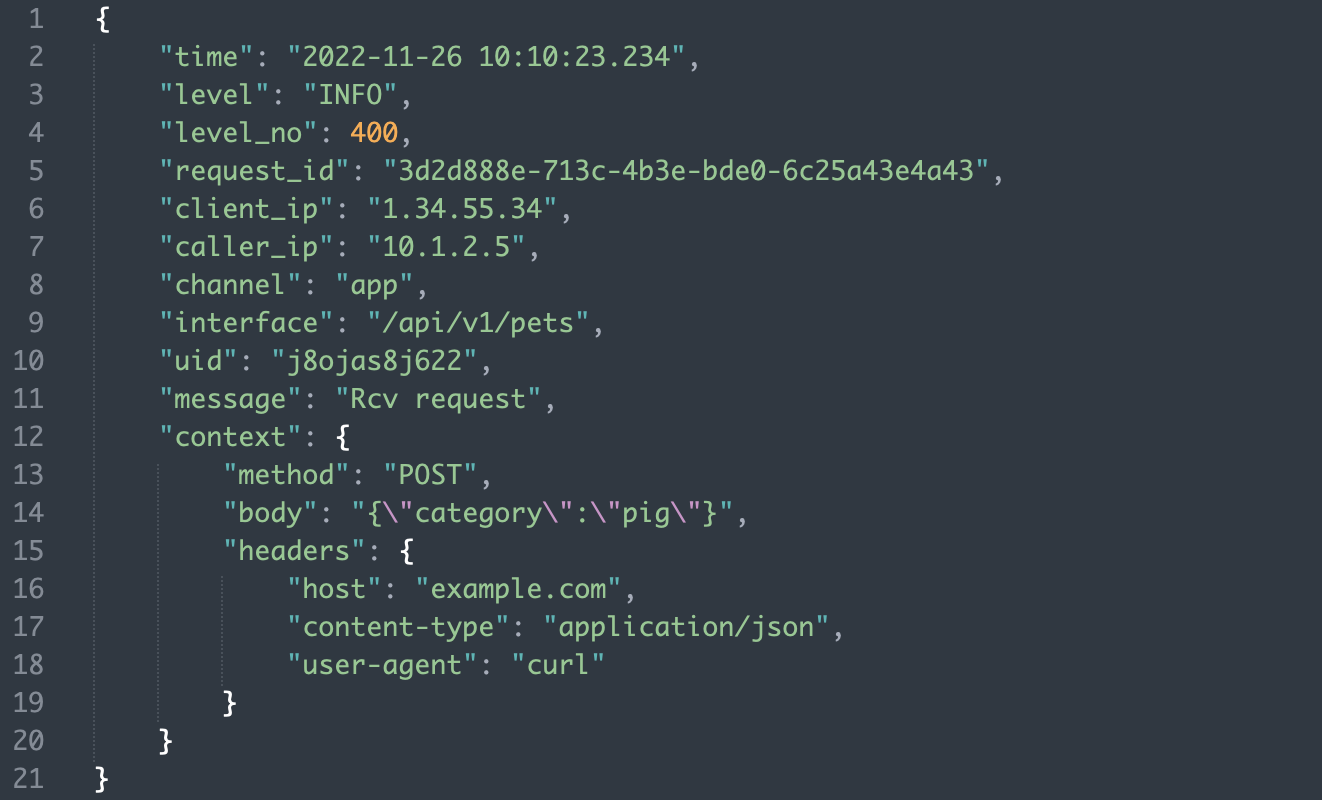 1 {
2     "time": "2022-11-26 10:10:23.234",
3     "level": "INFO",
4     "level_no": 400,
5     "request_id": "3d2d888e-713c-4b3e-bde0-6c25a43e4a43",
6     "client_ip": "1.34.55.34",
7     "caller_ip": "10.1.2.5",
8     "channel": "app",
9     "interface": "/api/v1/pets",
10     "uid": "j8ojas8j622",
11     "message": "Rcv request",
12     "context": {
13         "method": "POST",
14         "body": "{\"category\":\"pig\"}",
15         "headers": {
16             "host": "example.com",
17             "content-type": "application/json",
18             "user-agent": "curl"
19         }
20     }
21 }